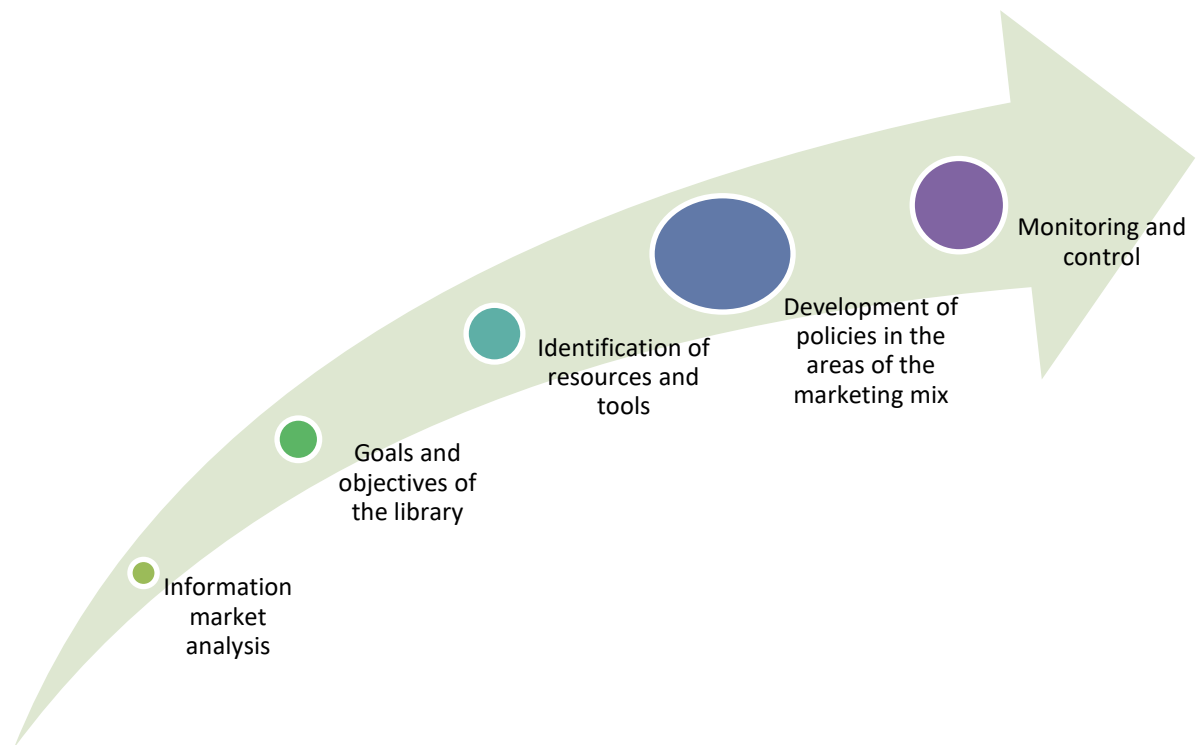 Information
market
analysis
Goals and
objectives of
the library
Identification of
resources and
tools
Development of
policies in the
areas of the
marketing mix
Monitoring and
control